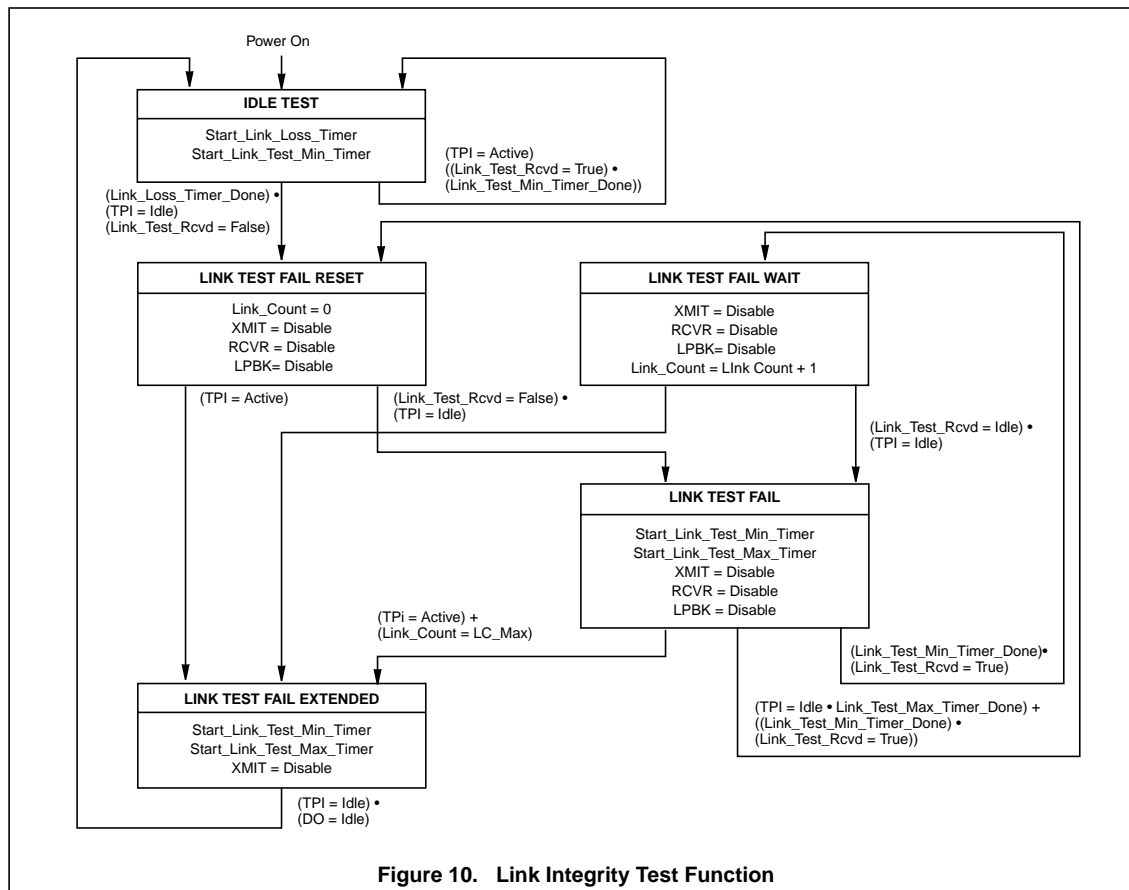 Power On
IDLE TEST
Start_Link_Loss_Timer
Start_Link_Test_Min_Timer
(TPI = Active)
((Link_Test_Rcvd = True) •
(Link_Test_Min_Timer_Done))
(Link_Loss_Timer_Done) •
(TPI = Idle)
(Link_Test_Rcvd = False)
LINK TEST FAIL RESET
Link_Count = 0
XMIT = Disable
RCVR = Disable
LPBK= Disable
LINK TEST FAIL WAIT
XMIT = Disable
RCVR = Disable
LPBK= Disable
Link_Count = LInk Count + 1
(TPI = Active)
(Link_Test_Rcvd = False) •
(TPI = Idle)
(Link_Test_Rcvd = Idle) •
(TPI = Idle)
LINK TEST FAIL
Start_Link_Test_Min_Timer
Start_Link_Test_Max_Timer
XMIT = Disable
RCVR = Disable
LPBK = Disable
(TPi = Active) +
(Link_Count = LC_Max)
(Link_Test_Min_Timer_Done)•
(Link_Test_Rcvd = True)
LINK TEST FAIL EXTENDED
Start_Link_Test_Min_Timer
Start_Link_Test_Max_Timer
XMIT = Disable
(TPI = Idle • Link_Test_Max_Timer_Done) +
((Link_Test_Min_Timer_Done) •
(Link_Test_Rcvd = True))
(TPI = Idle) •
(DO = Idle)
Figure 10. Link Integrity Test Function